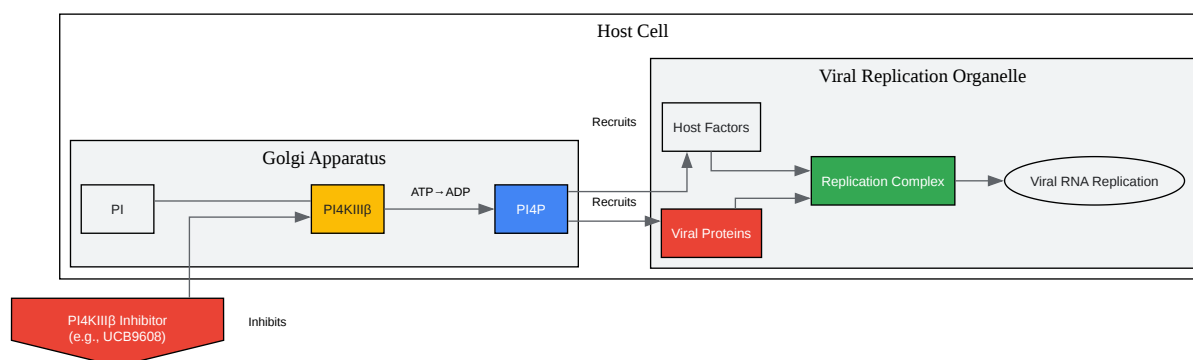 Host Cell
Viral Replication Organelle
Recruits
Host Factors
Golgi Apparatus
Replication Complex
Viral RNA Replication
PI
PI4KIIIβ
ATP→ADP
PI4P
Recruits
Viral Proteins
PI4KIIIβ Inhibitor
(e.g., UCB9608)
Inhibits